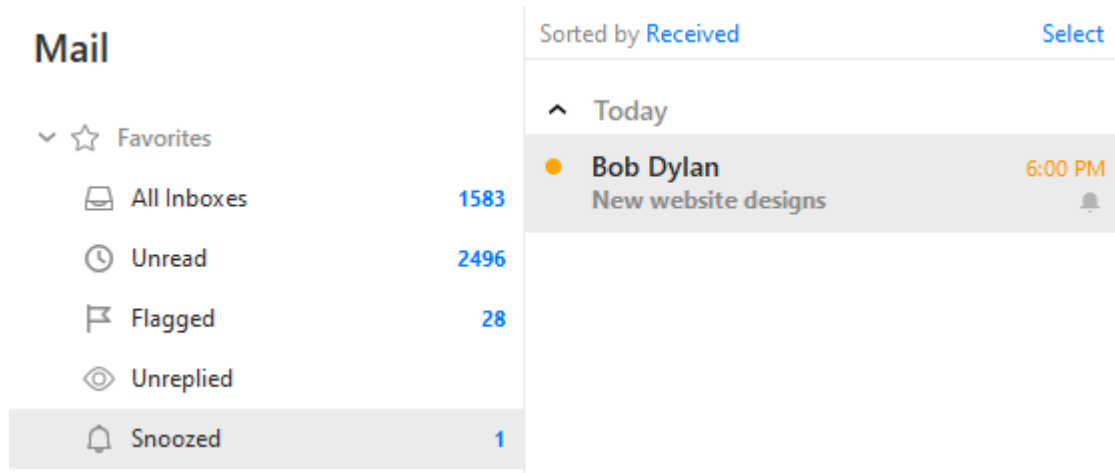 Mail
Favorites
All Inboxes 1583
Unread 2496
Flagged 28
Unreplied
Snoozed 1
Sorted by Received Select
Today
Bob Dylan 6:00 PM
New website designs